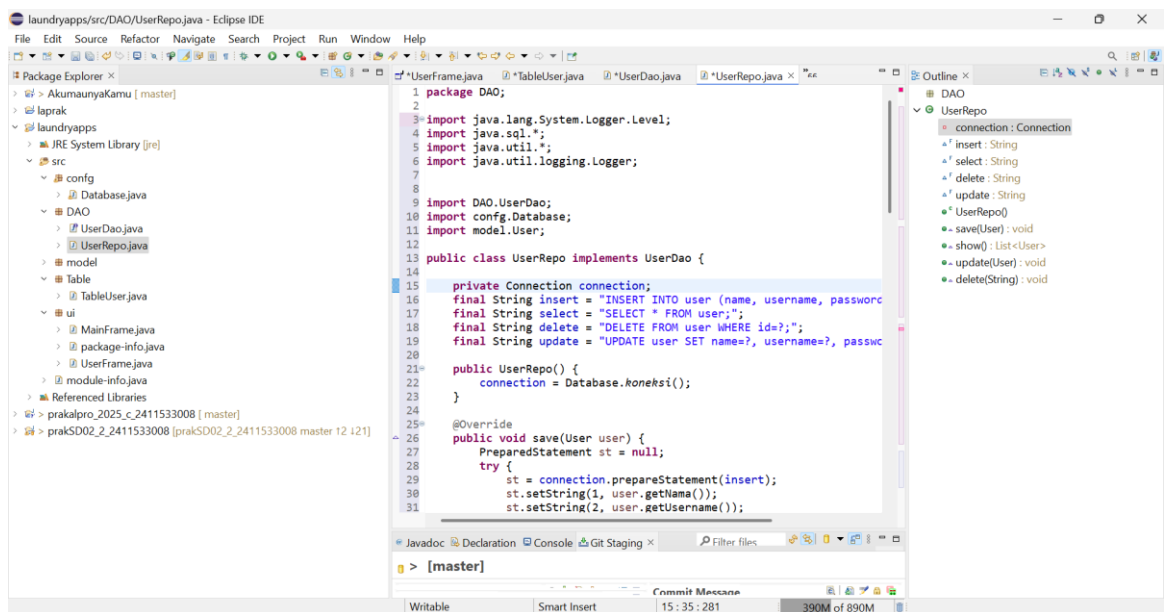 laundryapps/src/DAO/UserRepo.java - Eclipse IDE
File Edit Source Refactor Navigate Search Project Run Window Help
Package Explorer ×
> AkumaunyaKamu [ master]
laprak
laundryapps
JRE System Library [jre]
src
confg
Database.java
DAO
UserDao.java
UserRepo.java
model
Table
TableUser.java
ui
MainFrame.java
package-info.java
UserFrame.java
module-info.java
Referenced Libraries
> prakalpro_2025_c_2411533008 [ master]
> prakSD02_2_2411533008 [prakSD02_2_2411533008 master ↑2 ↓21]
*UserFrame.java *TableUser.java *UserDao.java *UserRepo.java ×
1 package DAO;
2
3 import java.lang.System.Logger.Level;
4 import java.sql.*;
5 import java.util.*;
6 import java.util.logging.Logger;
7
8
9 import DAO.UserDao;
10 import confg.Database;
11 import model.User;
12
13 public class UserRepo implements UserDao {
14
15 private Connection connection;
16 final String insert = "INSERT INTO user (name, username, password
17 final String select = "SELECT * FROM user;";
18 final String delete = "DELETE FROM user WHERE id=?;";
19 final String update = "UPDATE user SET name=?, username=?, passwo
20
21 public UserRepo() {
22 connection = Database.koneksi();
23 }
24
25 @Override
26 public void save(User user) {
27 PreparedStatement st = null;
28 try {
29 st = connection.prepareStatement(insert);
30 st.setString(1, user.getNama());
31 st.setString(2, user.getUsername());
Outline ×
DAO
UserRepo
connection : Connection
insert : String
select : String
delete : String
update : String
UserRepo()
save(User) : void
show() : List<User>
update(User) : void
delete(String) : void
Javadoc Declaration Console Git Staging × Filter files
> [master]
Commit Message
Writable Smart Insert 15 : 35 : 281 390M of 890M